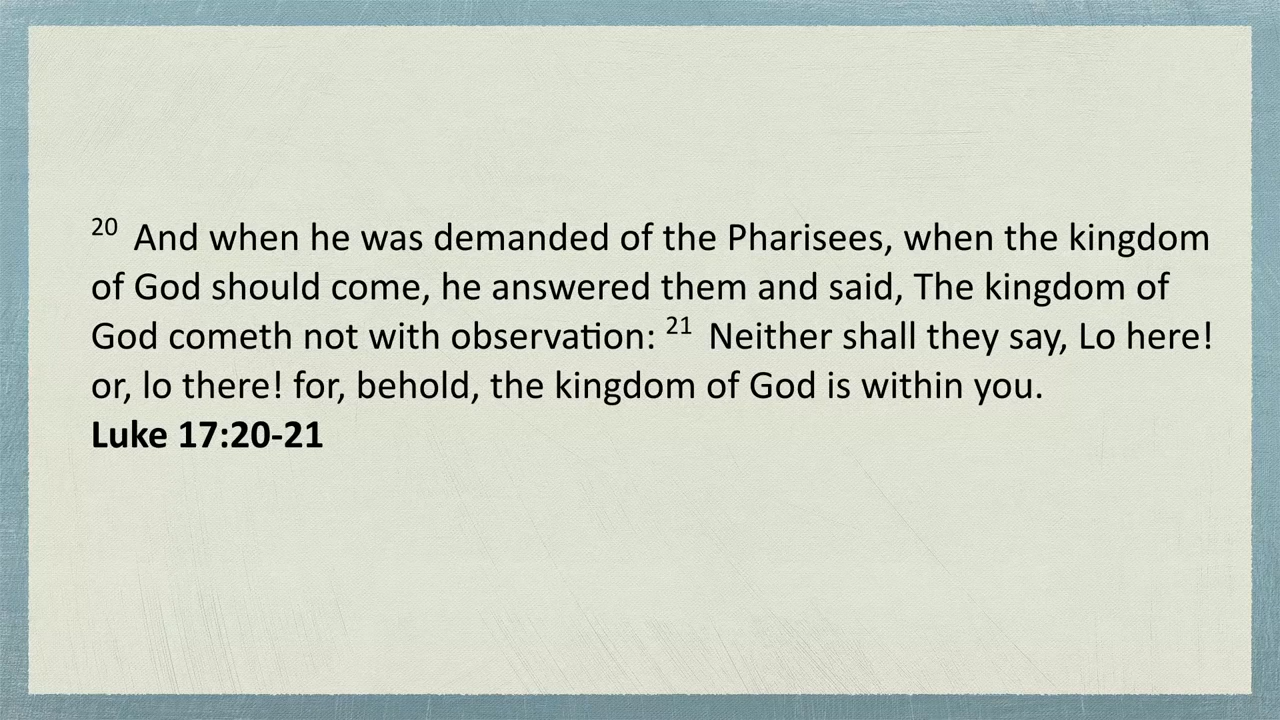 20 And when he was demanded of the Pharisees, when the kingdom
of God should come, he answered them and said, The kingdom of
God cometh not with observation: 21 Neither shall they say, Lo here!
or, lo there! for, behold, the kingdom of God is within you.
Luke 17:20-21